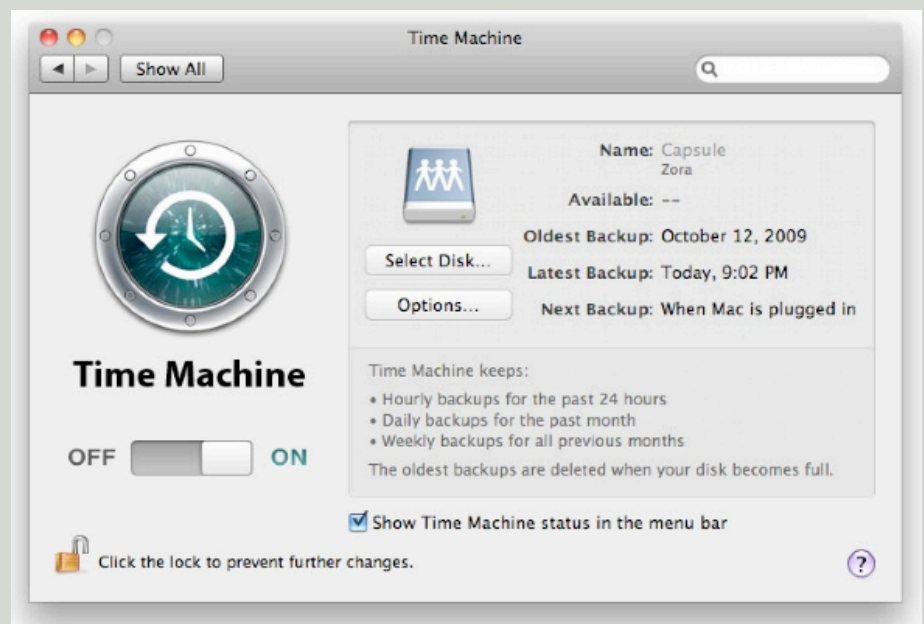 Time Machine
Show All
Name: Capsule
Zora
Available: --
Oldest Backup: October 12, 2009
Select Disk...
Latest Backup: Today, 9:02 PM
Options...
Next Backup: When Mac is plugged in
Time Machine
Time Machine keeps:
• Hourly backups for the past 24 hours
• Daily backups for the past month
• Weekly backups for all previous months
The oldest backups are deleted when your disk becomes full.
OFF ON
Show Time Machine status in the menu bar
Click the lock to prevent further changes.
?